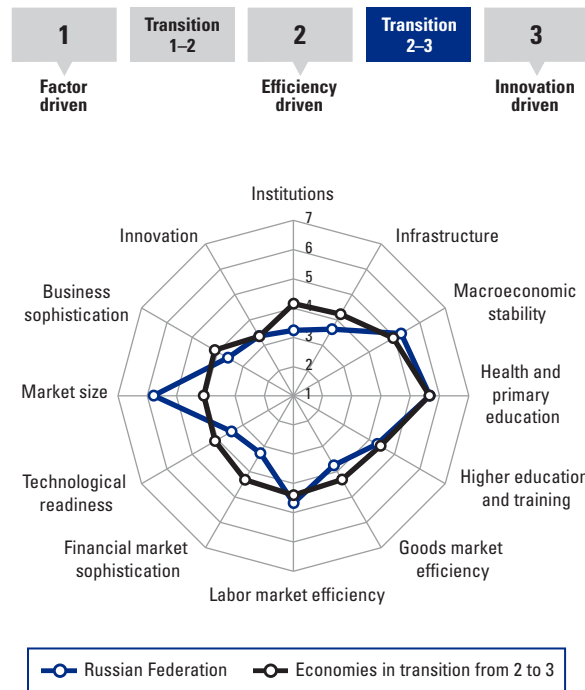 1
Transition
1–2
2
Transition
2–3
3
Factor
driven
Efficiency
driven
Innovation
driven
Institutions
7
6
5
4
3
2
1
Infrastructure
Macroeconomic
stability
Health and
primary
education
Higher education
and training
Goods market
efficiency
Labor market efficiency
Financial market
sophistication
Technological
readiness
Market size
Business
sophistication
Innovation
Russian Federation
Economies in transition from 2 to 3